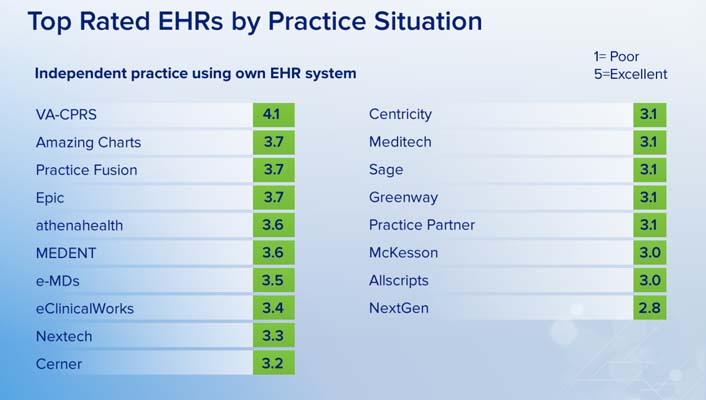 Top Rated EHRs by Practice Situation
1= Poor
5=Excellent
Independent practice using own EHR system
VA-CPRS 4.1
Amazing Charts 3.7
Practice Fusion 3.7
Epic 3.7
athenahealth 3.6
MEDENT 3.6
e-MDs 3.5
eClinicalWorks 3.4
Nextech 3.3
Cerner 3.2
Centricity 3.1
Meditech 3.1
Sage 3.1
Greenway 3.1
Practice Partner 3.1
McKesson 3.0
Allscripts 3.0
NextGen 2.8